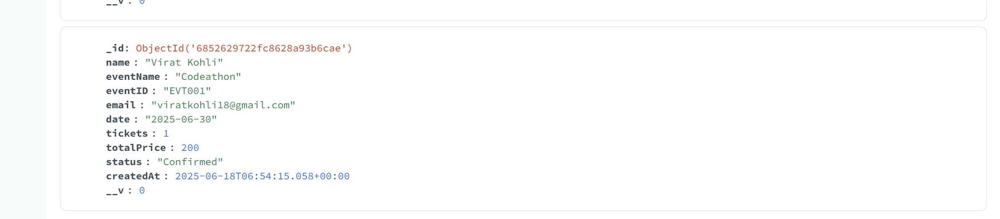 __v : 0
_id: ObjectId('6852629722fc8628a93b6cae')
name : "Virat Kohli"
eventName : "Codeathon"
eventID : "EVT001"
email : "viratkohli18@gmail.com"
date : "2025-06-30"
tickets : 1
totalPrice : 200
status : "Confirmed"
createdAt : 2025-06-18T06:54:15.058+00:00
__v : 0